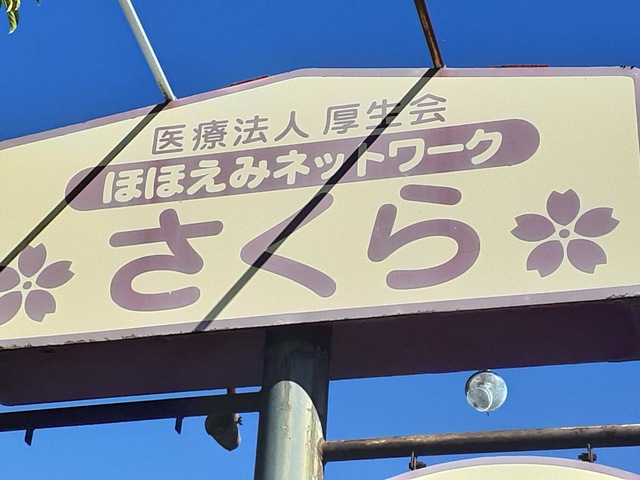 医療法人 厚生会
ほほえみネットワーク
さくら